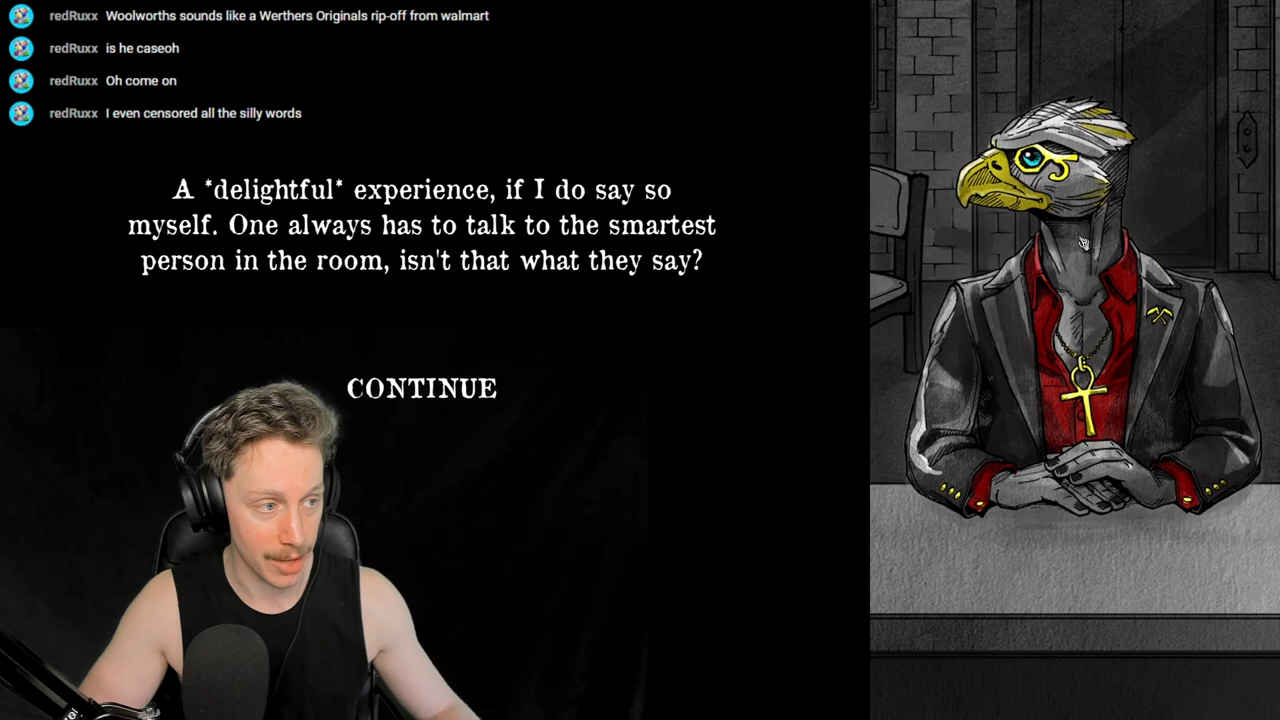 redRuxx Woolworths sounds like a Werthers Originals rip-off from walmart
redRuxx is he caseoh
redRuxx Oh come on
redRuxx I even censored all the silly words
A *delightful* experience, if I do say so
myself. One always has to talk to the smartest
person in the room, isn't that what they say?
CONTINUE